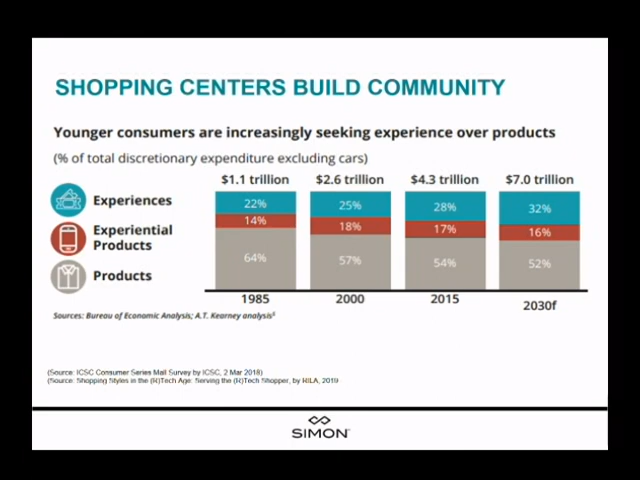 SHOPPING CENTERS BUILD COMMUNITY
Younger consumers are increasingly seeking experience over products
(% of total discretionary expenditure excluding cars)
$1.1 trillion $2.6 trillion $4.3 trillion $7.0 trillion
Experiences 22% 25% 28% 32%
Experiential
Products 14% 18% 17% 16%
Products 64% 57% 54% 52%
1985 2000 2015 2030f
Sources: Bureau of Economic Analysis; A.T. Kearney analysis⁵
(Source: ICSC Consumer Series Mall Survey by ICSC, 2 Mar 2018)
(Source: Shopping Styles in the (R)Tech Age: Serving the (R)Tech Shopper, by RILA, 2019
SIMON